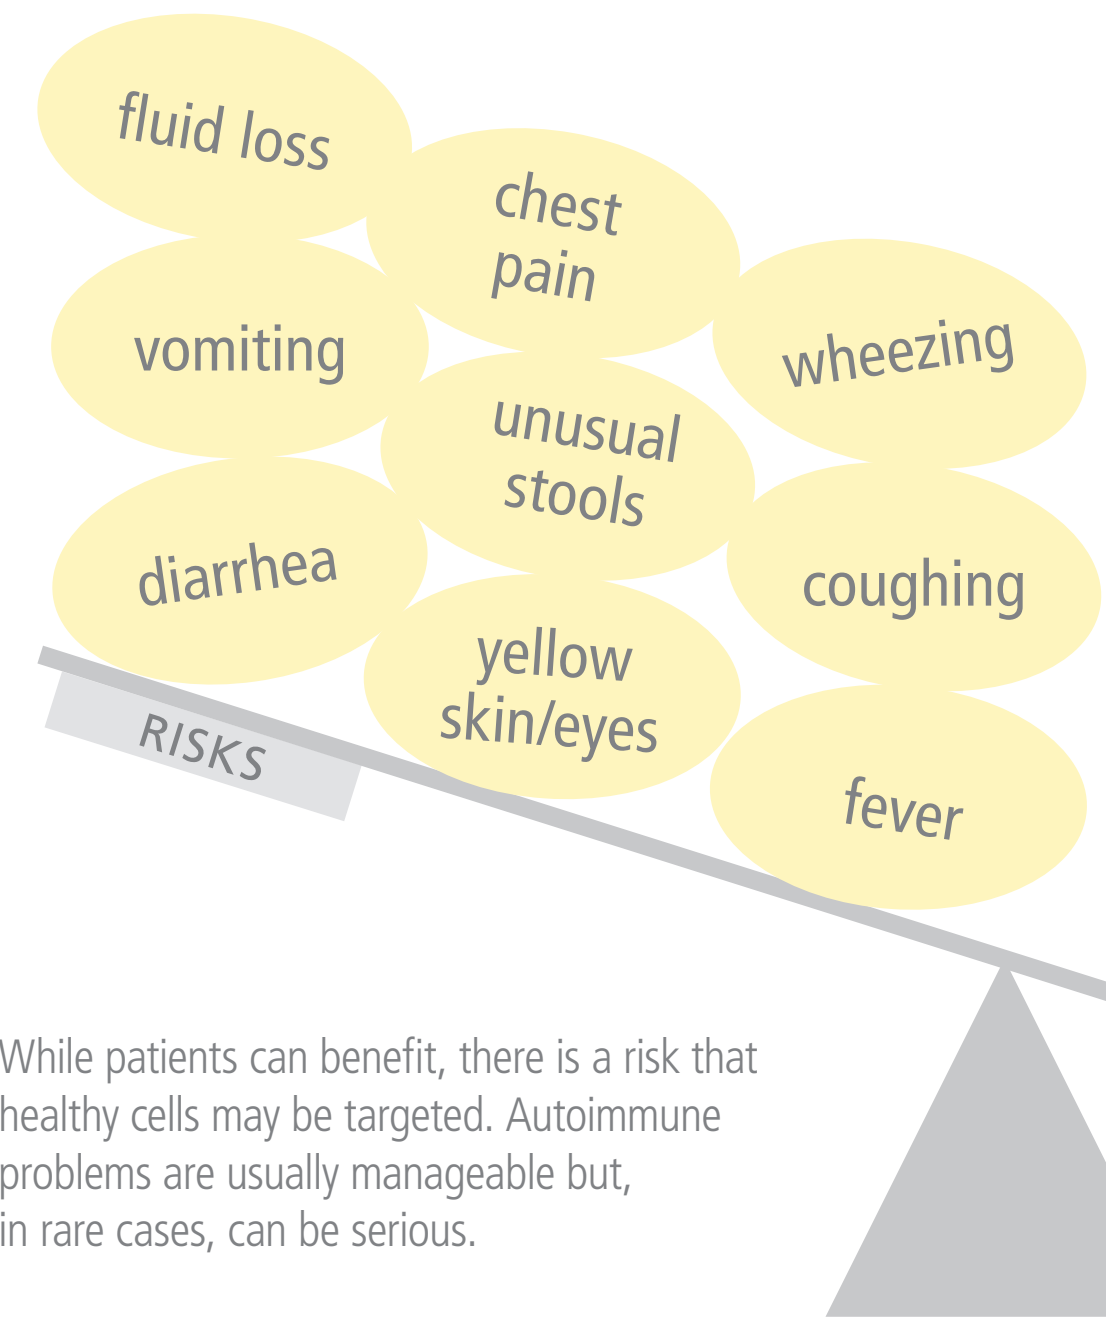 fluid loss
chest
pain
wheezing
vomiting
unusual
stools
coughing
diarrhea
yellow
skin/eyes
fever
RISKS
While patients can benefit, there is a risk that
healthy cells may be targeted. Autoimmune
problems are usually manageable but,
in rare cases, can be serious.